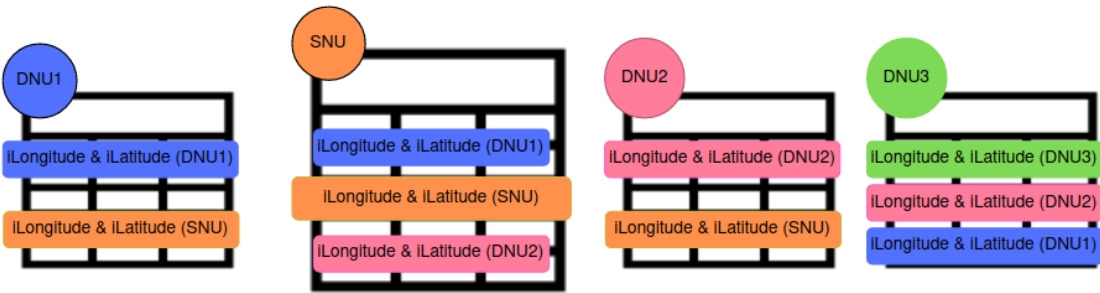 DNU1
iLongitude & iLatitude (DNU1)
iLongitude & iLatitude (SNU)
SNU
iLongitude & iLatitude (DNU1)
iLongitude & iLatitude (SNU)
iLongitude & iLatitude (DNU2)
DNU2
iLongitude & iLatitude (DNU2)
iLongitude & iLatitude (SNU)
DNU3
iLongitude & iLatitude (DNU3)
iLongitude & iLatitude (DNU2)
iLongitude & iLatitude (DNU1)